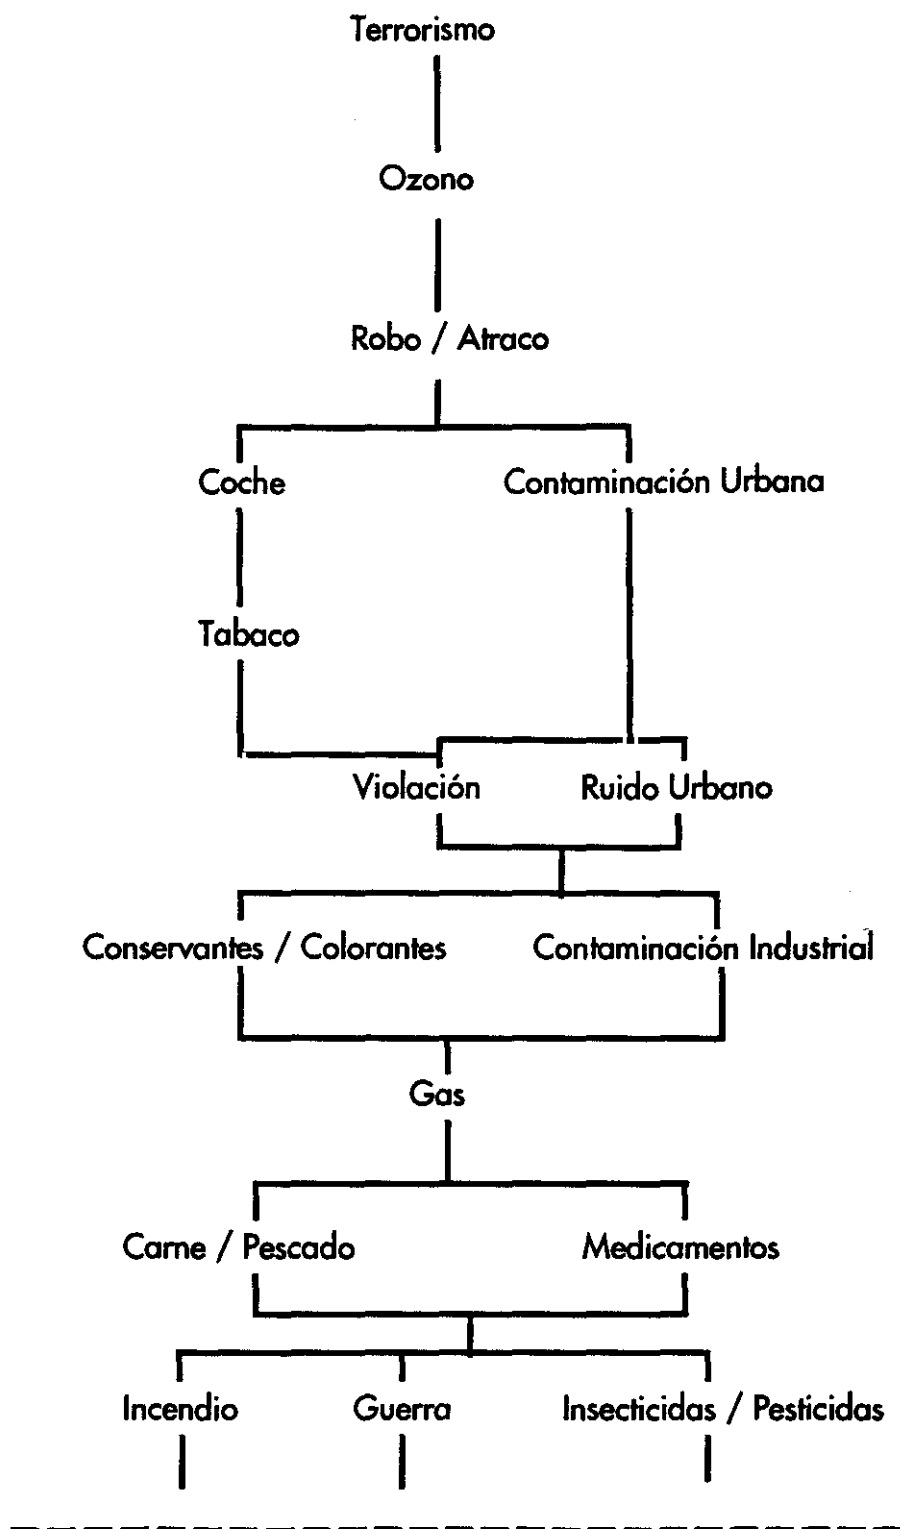 Terrorismo
Ozono
Robo / Atraco
Coche Contaminación Urbana
Tabaco
Violación Ruido Urbano
Conservantes / Colorantes Contaminación Industrial
Gas
Carne / Pescado Medicamentos
Incendio Guerra Insecticidas / Pesticidas